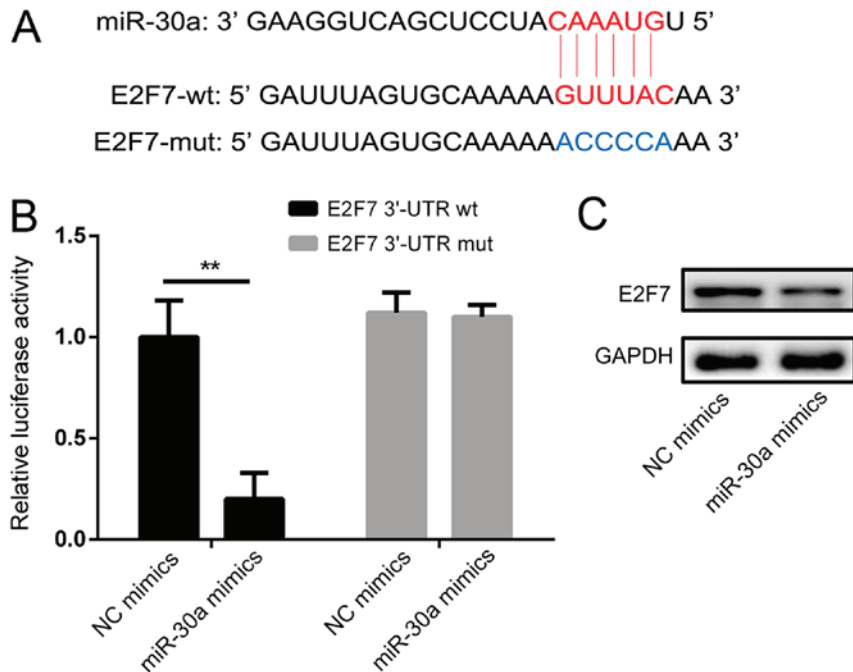 A
miR-30a: 3’ GAAGGUCAGCUCCUACAAAUGU 5’
E2F7-wt: 5’ GAUUUAGUGCAAAAAGUUUACAA 3’
E2F7-mut: 5’ GAUUUAGUGCAAAAAACCCCAAA 3’
B
E2F7 3'-UTR wt
E2F7 3'-UTR mut
Relative luciferase activity
1.5
1.0
0.5
0.0
**
NC mimics
miR-30a mimics
NC mimics
miR-30a mimics
C
E2F7
GAPDH
NC mimics
miR-30a mimics